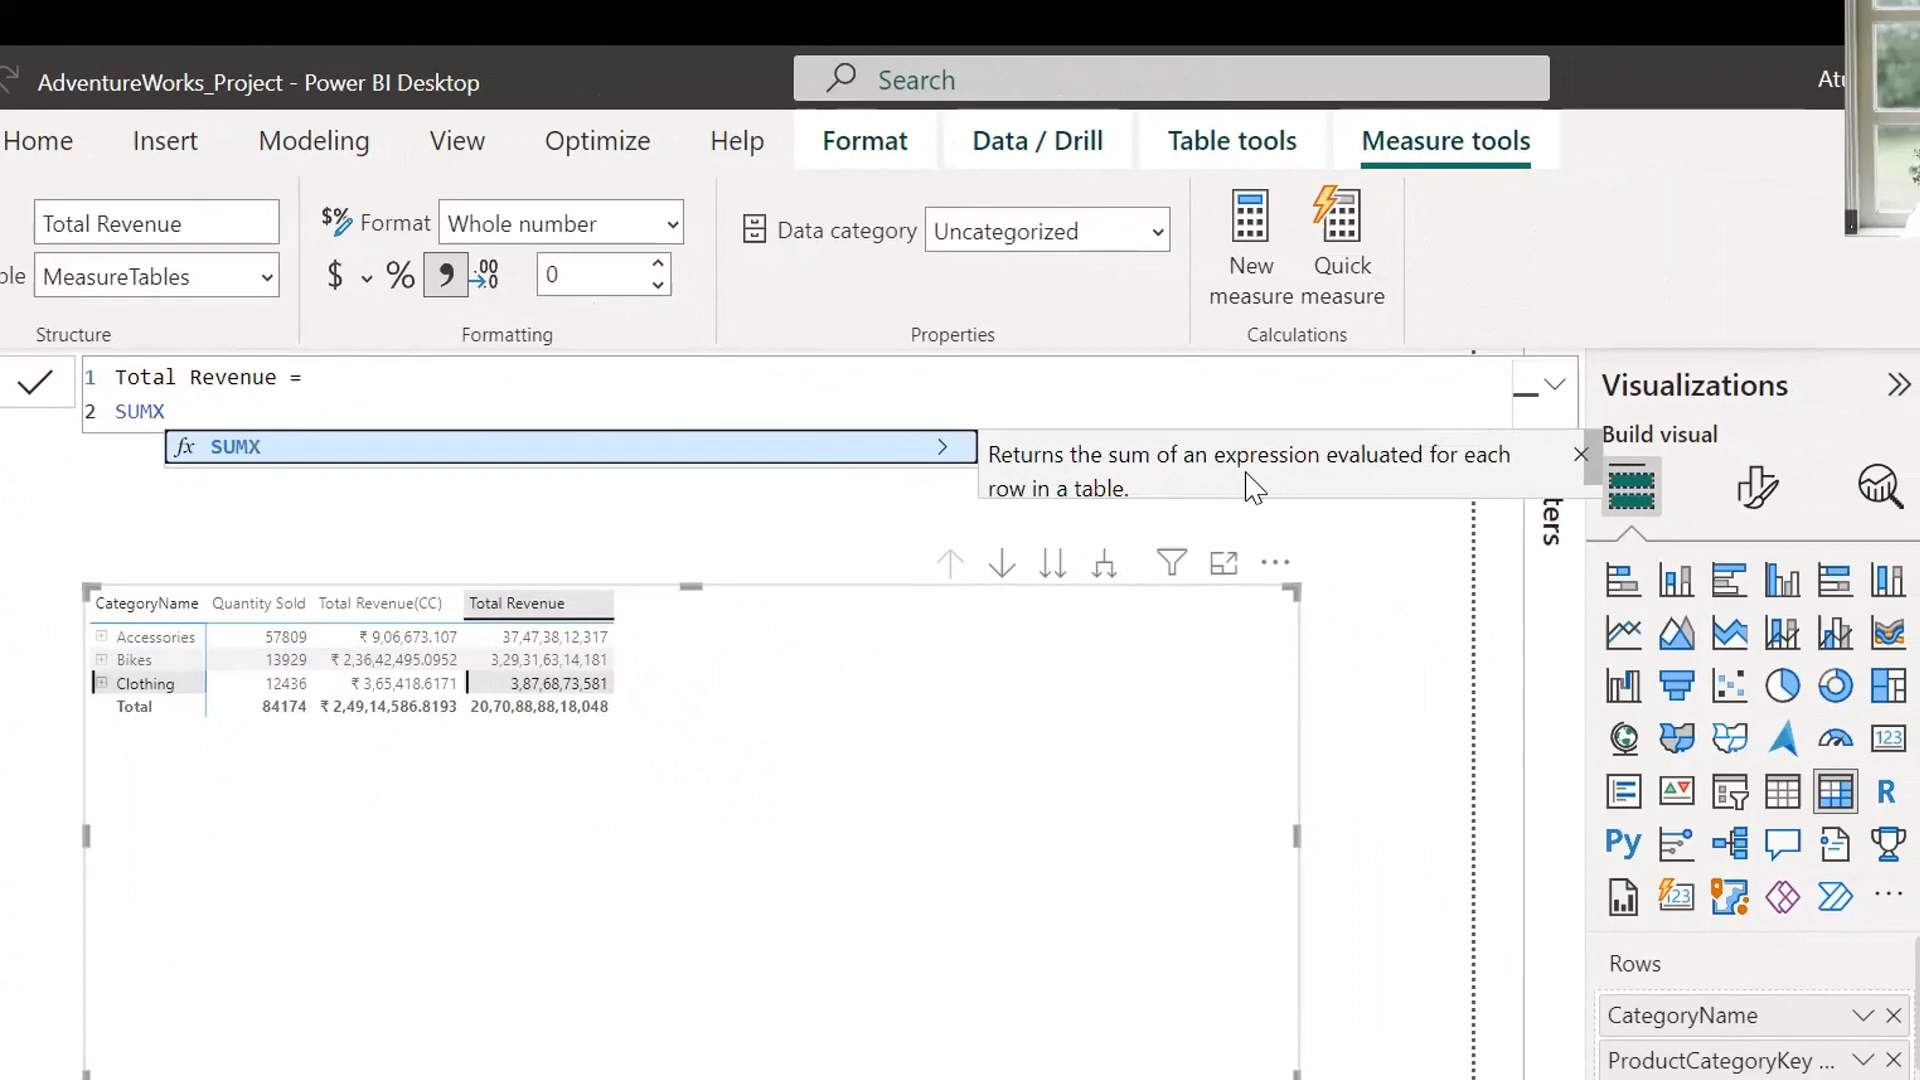 AdventureWorks_Project - Power BI Desktop
Search
Home Insert Modeling View Optimize Help Format Data / Drill Table tools Measure tools
Total Revenue
$% Format Whole number
Data category Uncategorized
New measure
Quick measure
MeasureTables
$ % , .00 .0 0
Structure Formatting Properties Calculations
1 Total Revenue =
2 SUMX
fx SUMX
Returns the sum of an expression evaluated for each
row in a table.
Visualizations
Build visual
CategoryName Quantity Sold Total Revenue(CC) Total Revenue
Accessories 57809 ₹ 9,06,673.107 37,47,38,12,317
Bikes 13929 ₹ 2,36,42,495.0952 3,29,31,63,14,181
Clothing 12436 ₹ 3,65,418.6171 3,87,68,73,581
Total 84174 ₹ 2,49,14,586.8193 20,70,88,88,18,048
123
R
Py
123
Rows
CategoryName
ProductCategoryKey ...